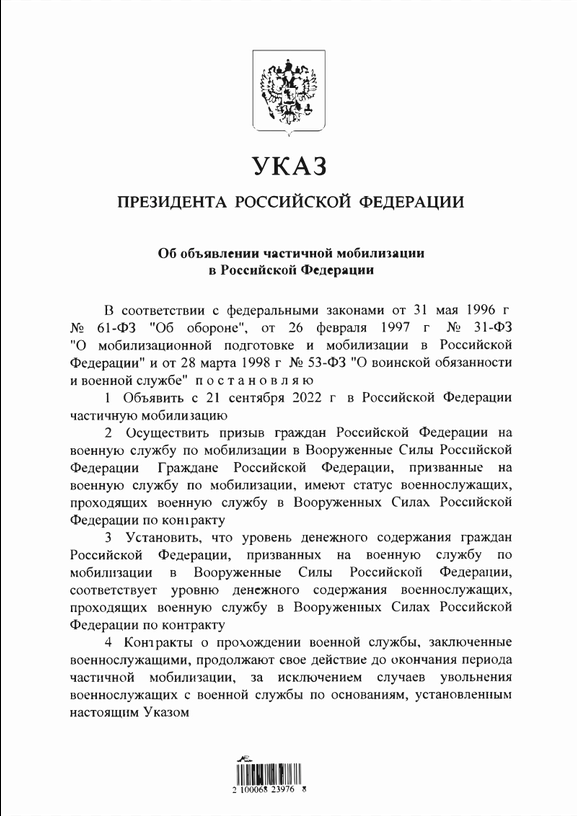 УКАЗ
ПРЕЗИДЕНТА РОССИЙСКОЙ ФЕДЕРАЦИИ
Об объявлении частичной мобилизации
в Российской Федерации
В соответствии с федеральными законами от 31 мая 1996 г
№ 61-ФЗ "Об обороне", от 26 февраля 1997 г № 31-ФЗ
"О мобилизационной подготовке и мобилизации в Российской
Федерации" и от 28 марта 1998 г № 53-ФЗ "О воинской обязанности
и военной службе" п о с т а н о в л я ю
1 Объявить с 21 сентября 2022 г в Российской Федерации
частичную мобилизацию
2 Осуществить призыв граждан Российской Федерации на
военную службу по мобилизации в Вооруженные Силы Российской
Федерации Граждане Российской Федерации, призванные на
военную службу по мобилизации, имеют статус военнослужащих,
проходящих военную службу в Вооруженных Силах Российской
Федерации по контракту
3 Установить, что уровень денежного содержания граждан
Российской Федерации, призванных на военную службу по
мобилизации в Вооруженные Силы Российской Федерации,
соответствует уровню денежного содержания военнослужащих,
проходящих военную службу в Вооруженных Силах Российской
Федерации по контракту
4 Контракты о прохождении военной службы, заключенные
военнослужащими, продолжают свое действие до окончания периода
частичной мобилизации, за исключением случаев увольнения
военнослужащих с военной службы по основаниям, установленным
настоящим Указом
2 100068 23976 8